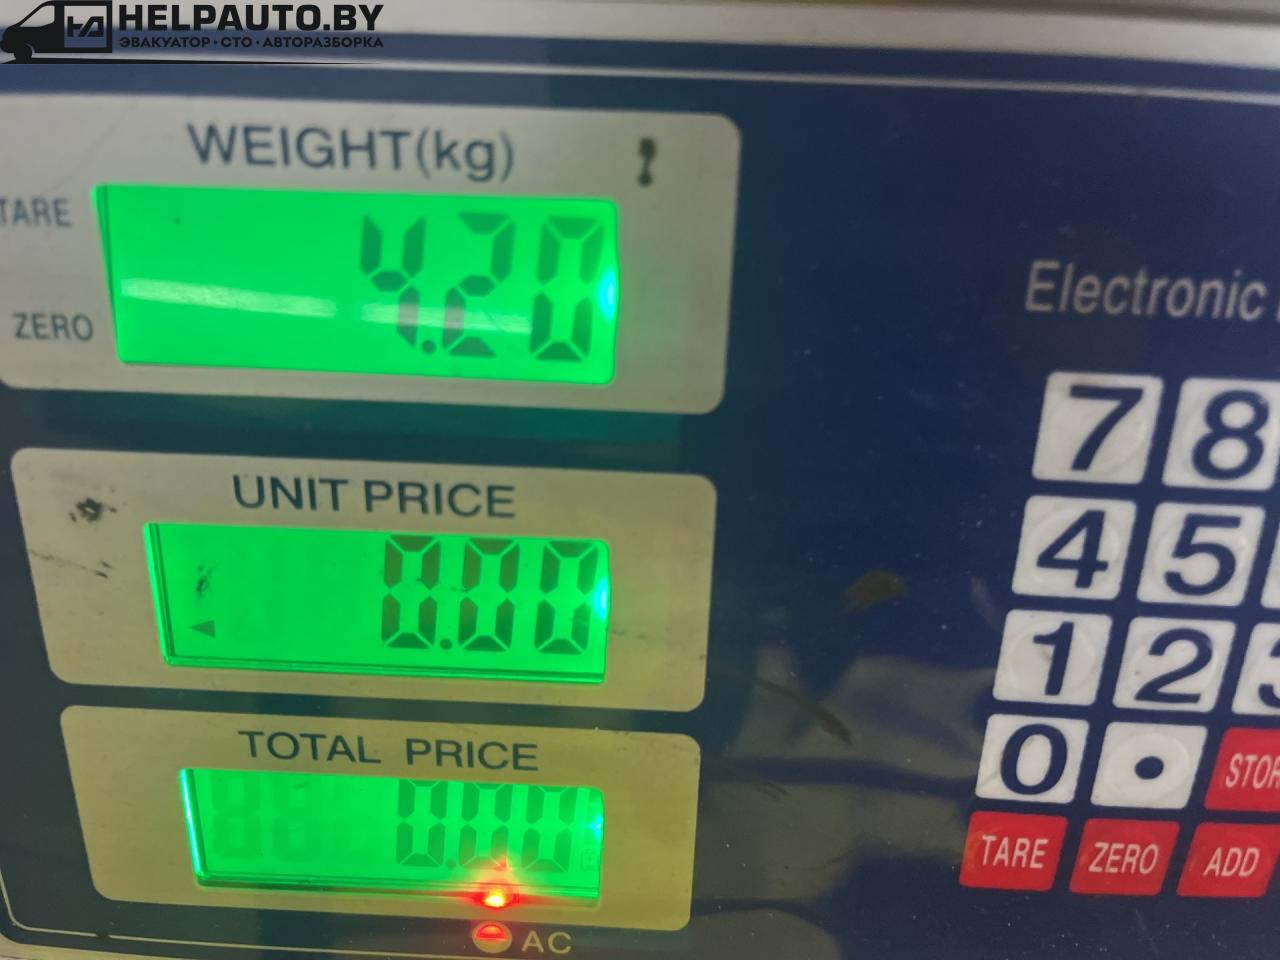 HELPAUTO.BY
ЭВАКУАТОР·СТО·АВТОРАЗБОРКА
WEIGHT(kg)
TARE
4.20
ZERO
Electronic
UNIT PRICE
0.00
TOTAL PRICE
0.00
AC
7 8
4 5
1 2
0 .
TARE ZERO ADD